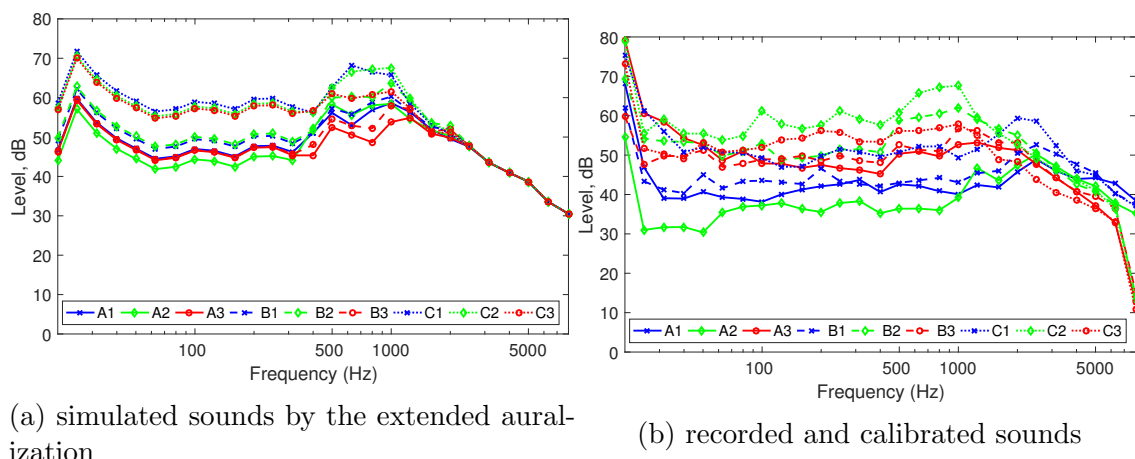 80
70
60
50
40
30
20
10
0
Level, dB
100
500
1000
5000
Frequency (Hz)
A1 A2 A3 B1 B2 B3 C1 C2 C3
(a) simulated sounds by the extended aural-
ization
80
70
60
50
40
30
20
10
0
Level, dB
100
500
1000
5000
Frequency (Hz)
A1 A2 A3 B1 B2 B3 C1 C2 C3
(b) recorded and calibrated sounds